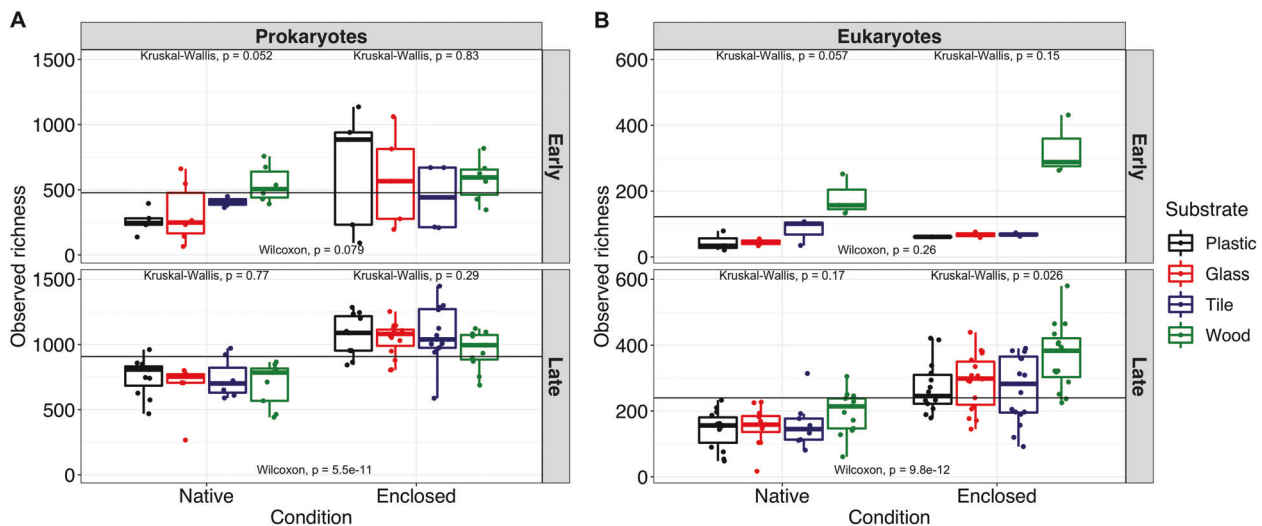 A
Prokaryotes
Kruskal-Wallis, p = 0.052
Kruskal-Wallis, p = 0.83
1500
1000
500
0
Observed richness
Early
Wilcoxon, p = 0.079
Kruskal-Wallis, p = 0.77
Kruskal-Wallis, p = 0.29
1500
1000
500
0
Observed richness
Late
Wilcoxon, p = 5.5e-11
Native
Enclosed
Condition
B
Eukaryotes
Kruskal-Wallis, p = 0.057
Kruskal-Wallis, p = 0.15
600
400
200
0
Observed richness
Early
Wilcoxon, p = 0.26
Kruskal-Wallis, p = 0.17
Kruskal-Wallis, p = 0.026
600
400
200
0
Observed richness
Late
Wilcoxon, p = 9.8e-12
Native
Enclosed
Condition
Substrate
Plastic
Glass
Tile
Wood